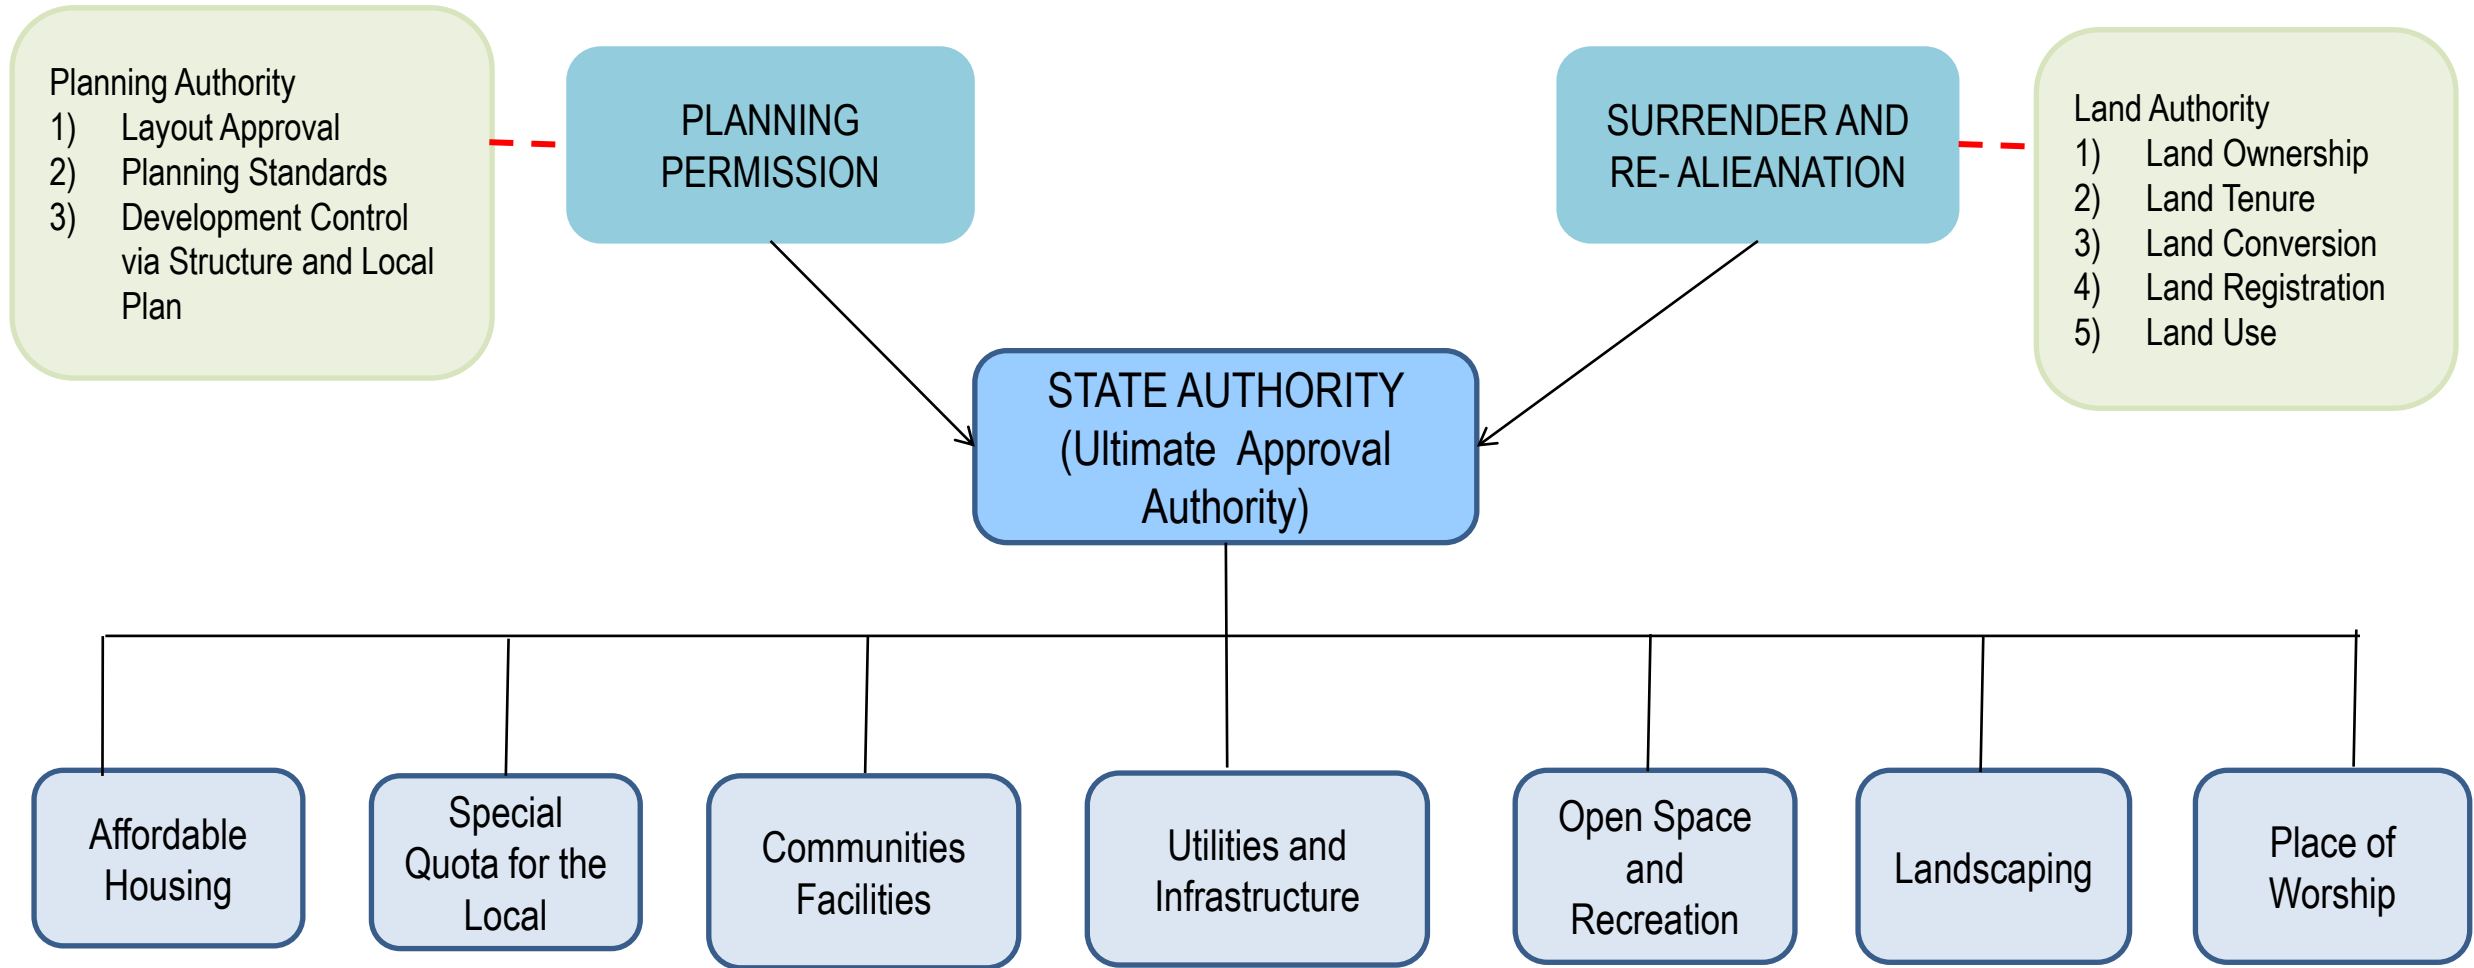 Planning Authority
1) Layout Approval
2) Planning Standards
3) Development Control
via Structure and Local
Plan
PLANNING
PERMISSION
SURRENDER AND
RE- ALIEANATION
Land Authority
1) Land Ownership
2) Land Tenure
3) Land Conversion
4) Land Registration
5) Land Use
STATE AUTHORITY
(Ultimate Approval
Authority)
Affordable
Housing
Special
Quota for the
Local
Communities
Facilities
Utilities and
Infrastructure
Open Space
and
Recreation
Landscaping
Place of
Worship